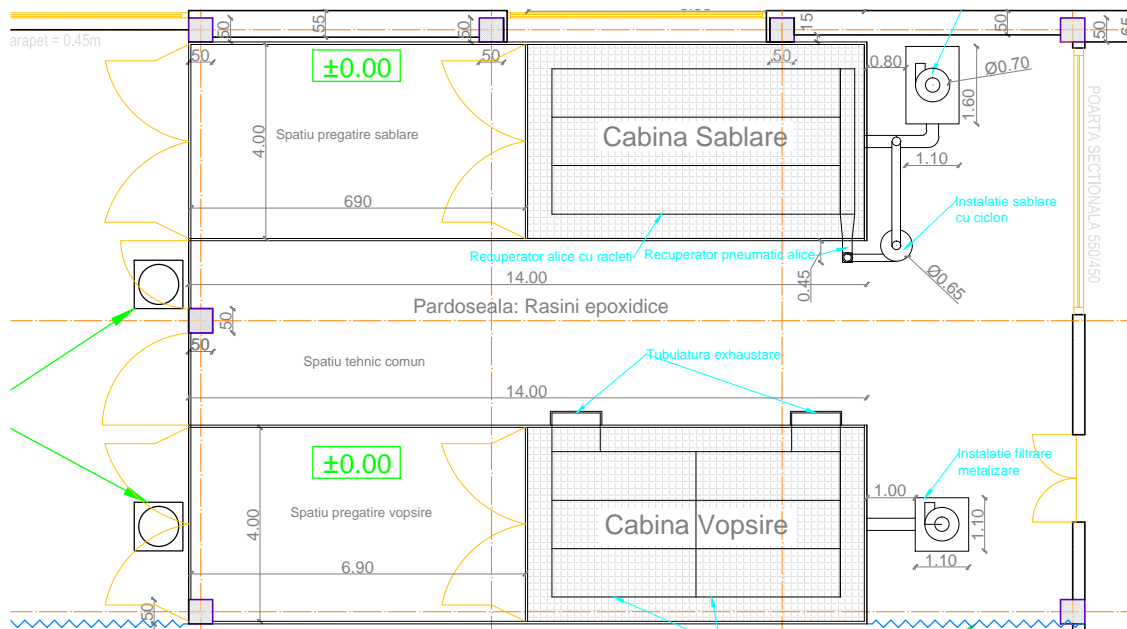 50
55
50
15
50
50
65
arapet = 0.45m
±0.00
50
50
50
0.80
Ø0.70
1.60
Spatiu pregatire sablare
4.00
Cabina Sablare
1.10
POARTA SECTIONALA 550/450
690
Instalatie sablare
cu ciclon
Recuperator alice cu racleti
Recuperator pneumatic alice
14.00
0.45
Ø0.65
Pardoseala: Rasini epoxidice
50
50
Spatiu tehnic comun
Tubulatura exhaustare
14.00
±0.00
Instalatie filtrare
metalizare
1.00
Spatiu pregatire vopsire
4.00
Cabina Vopsire
1.10
6.90
1.10
50
50